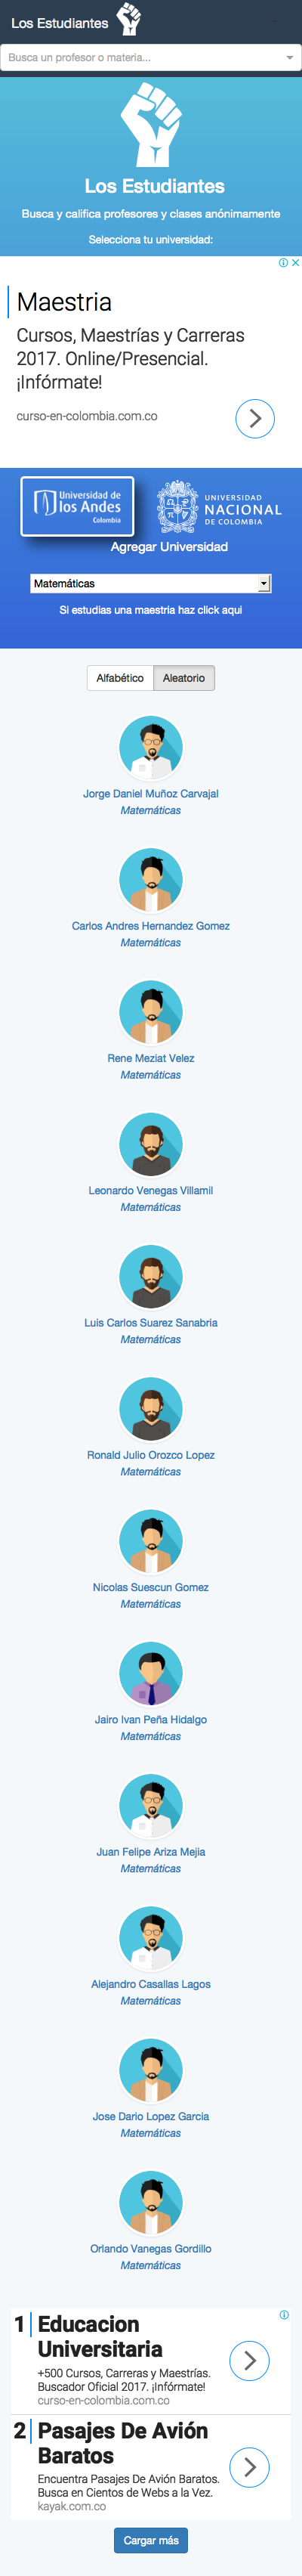 Los Estudiantes
Busca un profesor o materia...
Los Estudiantes
Busca y califica profesores y clases anónimamente
Selecciona tu universidad:
Maestria
Cursos, Maestrías y Carreras
2017. Online/Presencial.
¡Infórmate!
curso-en-colombia.com.co
Universidad de
los Andes
Colombia
UNIVERSIDAD
NACIONAL
DE COLOMBIA
Agregar Universidad
Matemáticas
Si estudias una maestría haz click aquí
Alfabético Aleatorio
Jorge Daniel Muñoz Carvajal
Matemáticas
Carlos Andres Hernandez Gomez
Matemáticas
Rene Meziat Velez
Matemáticas
Leonardo Venegas Villamil
Matemáticas
Luis Carlos Suarez Sanabria
Matemáticas
Ronald Julio Orozco Lopez
Matemáticas
Nicolas Suescun Gomez
Matemáticas
Jairo Ivan Peña Hidalgo
Matemáticas
Juan Felipe Ariza Mejia
Matemáticas
Alejandro Casallas Lagos
Matemáticas
Jose Dario Lopez Garcia
Matemáticas
Orlando Vanegas Gordillo
Matemáticas
1 Educacion
Universitaria
+500 Cursos, Carreras y Maestrías.
Buscador Oficial 2017. ¡Infórmate!
curso-en-colombia.com.co
2 Pasajes De Avión
Baratos
Encuentra Pasajes De Avión Baratos.
Busca en Cientos de Webs a la Vez.
kayak.com.co
Cargar más